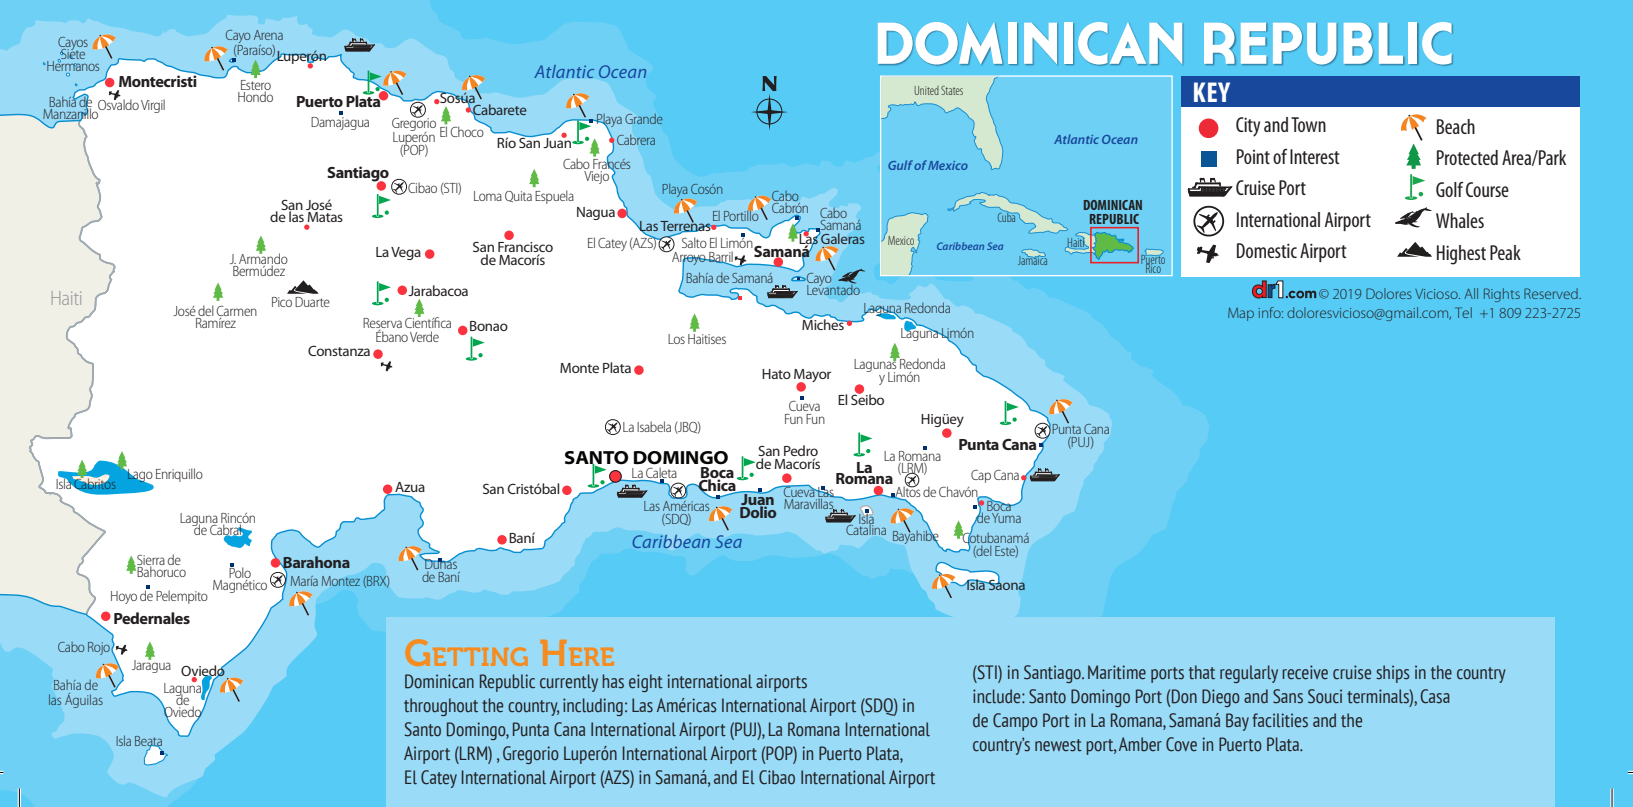 DOMINICAN REPUBLIC
Cayos
Siete
Hermanos
Cayo Arena
(Paraíso)
Luperón
Montecristi
Osvaldo Virgil
Bahía de
Manzanillo
Estero
Hondo
Puerto Plata
Damajagua
Gregorio
Luperón
(POP)
Sosúa
Cabarete
El Choco
Atlantic Ocean
Río San Juan
Playa Grande
Cabrera
Cabo Francés
Viejo
Santiago
Cibao (STI)
Loma Quita Espuela
San José
de las Matas
Nagua
Playa Cosón
Las Terrenas
El Portillo
Cabo
Cabrón
Cabo
Samaná
Las Galeras
El Catey (AZS)
Salto El Limón
Arroyo Barril
Samaná
Bahía de Samaná
Cayo
Levantado
La Vega
San Francisco
de Macorís
J. Armando
Bermúdez
Pico Duarte
José del Carmen
Ramírez
Haiti
Jarabacoa
Reserva Científica
Ébano Verde
Bonao
Constanza
Los Haitises
Miches
Laguna Redonda
Laguna Limón
Lagunas Redonda
y Limón
Monte Plata
Hato Mayor
Cueva
Fun Fun
El Seibo
Higüey
Punta Cana
(PUJ)
Punta Cana
La Isabela (JBQ)
SANTO DOMINGO
La Caleta
Boca
Chica
San Pedro
de Macorís
La
Romana
La Romana
(LRM)
Cap Cana
Altos de Chavón
Boca
de Yuma
Isla Cabritos
Lago Enriquillo
Azua
San Cristóbal
Las Américas
(SDQ)
Juan
Dolio
Cueva Las
Maravillas
Isla
Catalina
Bayahibe
Cotubanamá
(del Este)
Laguna Rincón
de Cabral
Baní
Caribbean Sea
Dunas
de Baní
Sierra de
Bahoruco
Polo
Magnético
Barahona
María Montez (BRX)
Hoyo de Pelempito
Isla Saona
Pedernales
Cabo Rojo
Jaragua
Oviedo
Bahía de
las Águilas
Laguna
de
Oviedo
Isla Beata
N
United States
Atlantic Ocean
Gulf of Mexico
Cuba
DOMINICAN
REPUBLIC
Mexico
Caribbean Sea
Haiti
Jamaica
Puerto
Rico
KEY
City and Town
Point of Interest
Cruise Port
International Airport
Domestic Airport
Beach
Protected Area/Park
Golf Course
Whales
Highest Peak
dr1.com © 2019 Dolores Vicioso. All Rights Reserved.
Map info: doloresvicioso@gmail.com, Tel +1 809 223-2725
GETTING HERE
Dominican Republic currently has eight international airports
throughout the country, including: Las Américas International Airport (SDQ) in
Santo Domingo, Punta Cana International Airport (PUJ), La Romana International
Airport (LRM) , Gregorio Luperón International Airport (POP) in Puerto Plata,
El Catey International Airport (AZS) in Samaná, and El Cibao International Airport
(STI) in Santiago. Maritime ports that regularly receive cruise ships in the country
include: Santo Domingo Port (Don Diego and Sans Souci terminals), Casa
de Campo Port in La Romana, Samaná Bay facilities and the
country's newest port, Amber Cove in Puerto Plata.